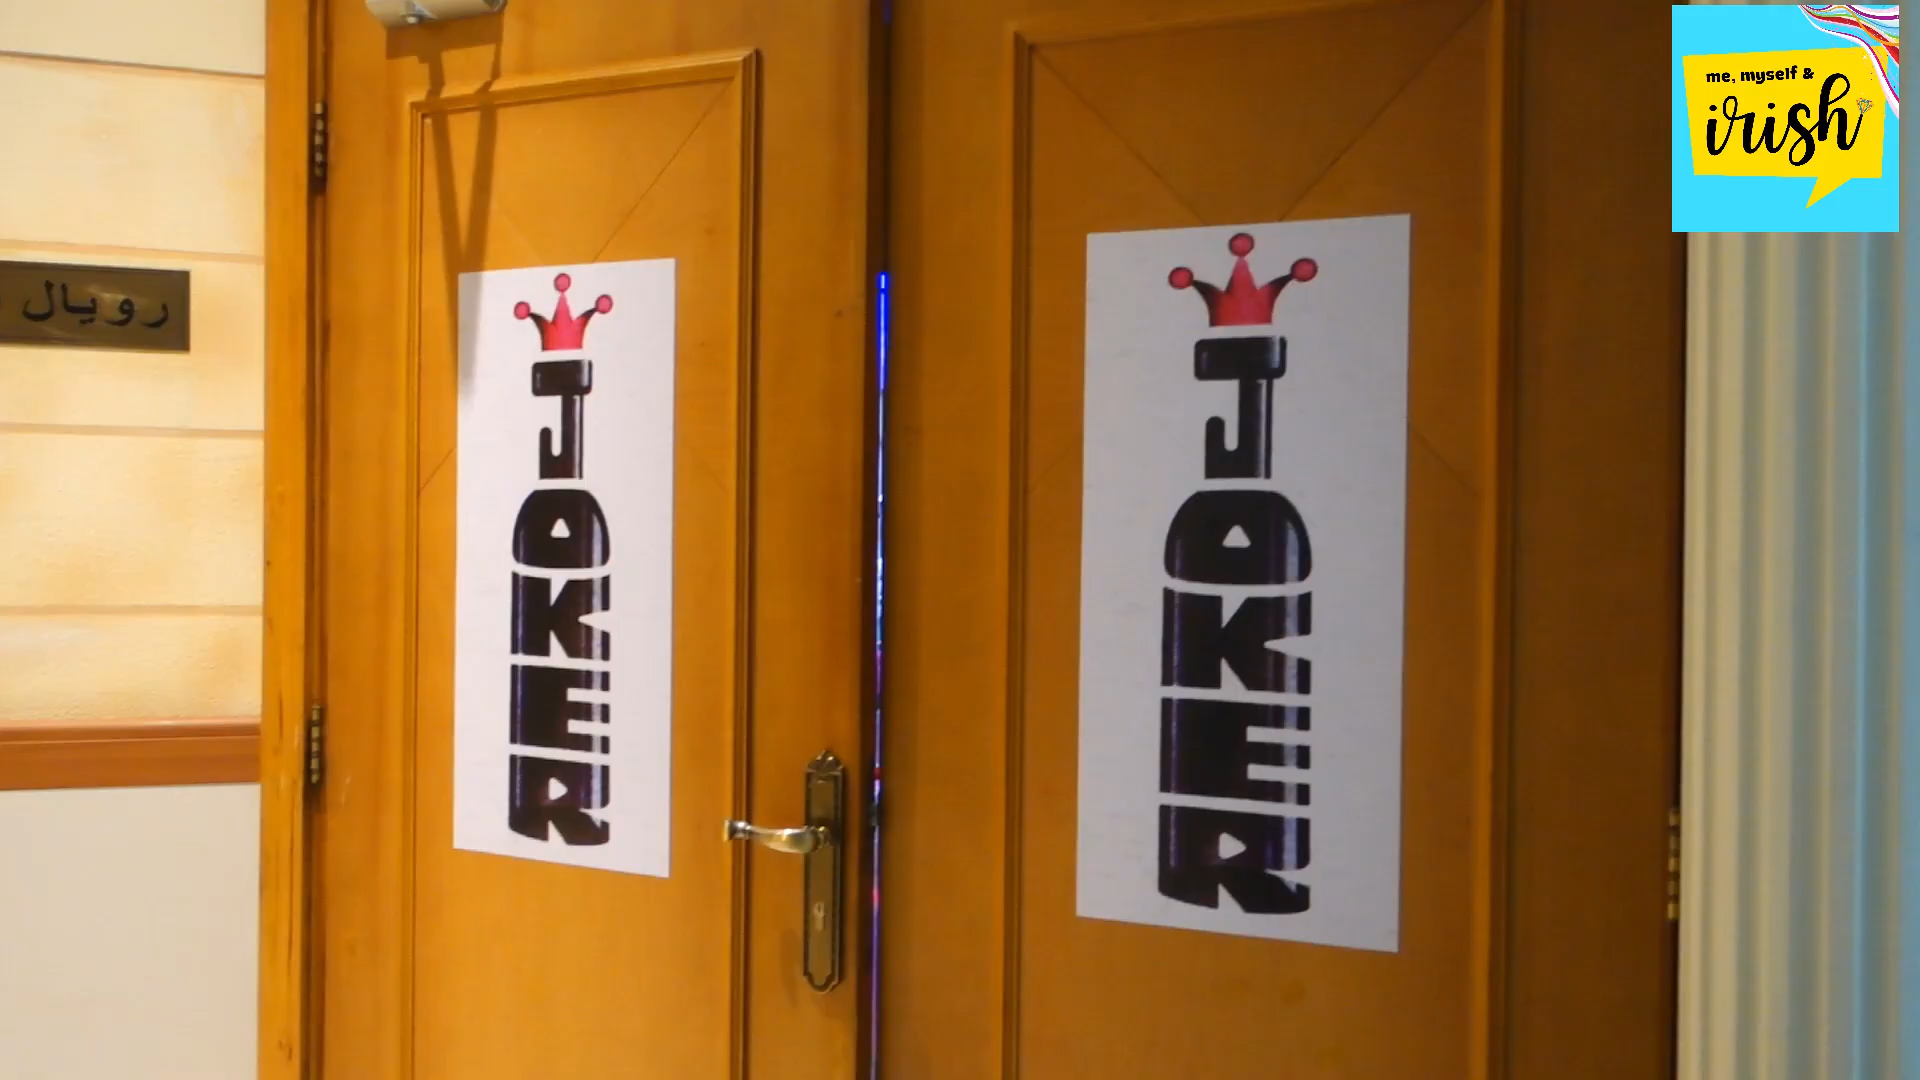 رويال
JOKER
JOKER
me, myself &
irish